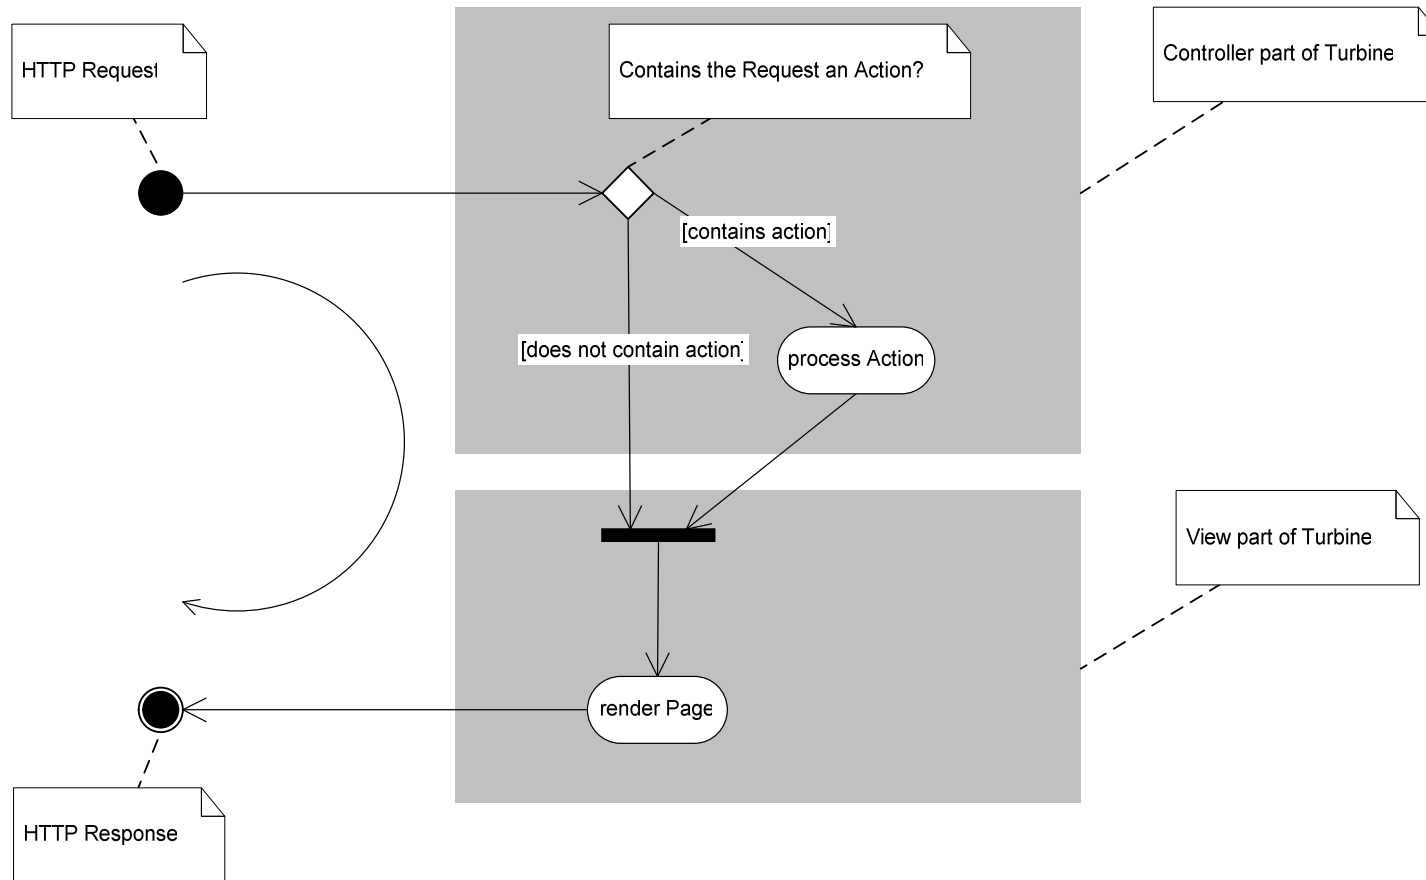 HTTP Request
Contains the Request an Action?
Controller part of Turbine
[contains action]
[does not contain action]
process Action
View part of Turbine
render Page
HTTP Response